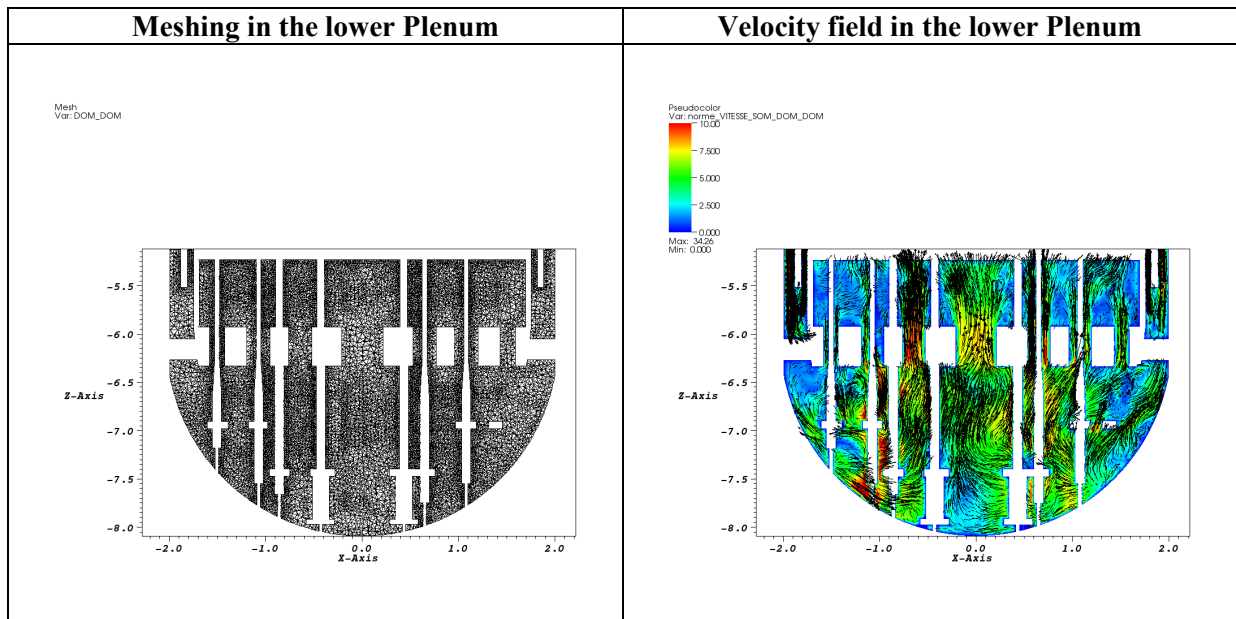 Meshing in the lower Plenum
Velocity field in the lower Plenum
Mesh
Var: DOM_DOM
-5.5
-6.0
-6.5
Z-Axis
-7.0
-7.5
-8.0
-2.0 -1.0 0.0 1.0 2.0
X-Axis
Pseudocolor
Var: norme_VITESSE_SOM_DOM_DOM
10.00
7.500
5.000
2.500
0.000
Max: 34.26
Min: 0.000
-5.5
-6.0
-6.5
Z-Axis
-7.0
-7.5
-8.0
-2.0 -1.0 0.0 1.0 2.0
X-Axis